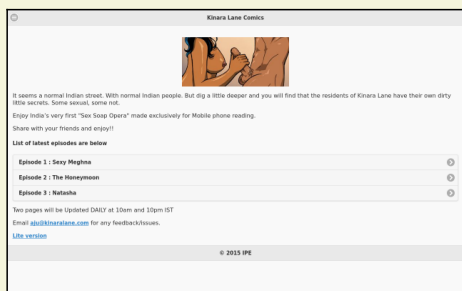 Kinara Lane Comics
It seems a normal Indian street. With normal Indian people. But dig a little deeper and you will find that the residents of Kinara Lane have their own dirty
little secrets. Some sexual, some not.
Enjoy India's very first "Sex Soap Opera" made exclusively for Mobile phone reading.
Share with your friends and enjoy!!
List of latest episodes are below
Episode 1 : Sexy Meghna
Episode 2 : The Honeymoon
Episode 3 : Natasha
Two pages will be Updated DAILY at 10am and 10pm IST
Email aju@kinaralane.com for any feedback/issues.
Lite version
© 2015 IPE